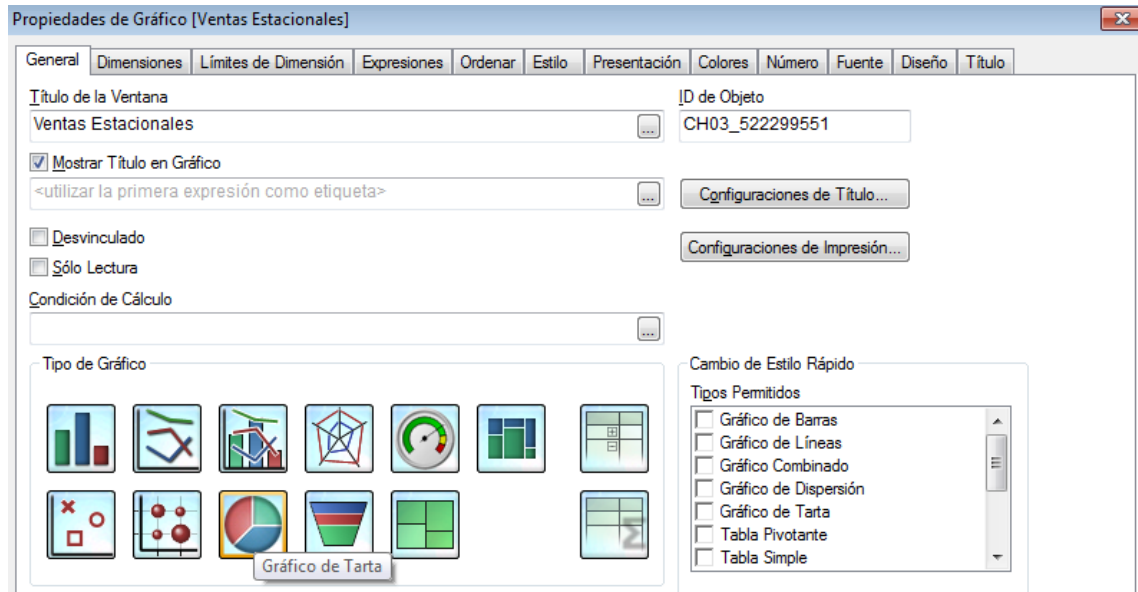 Propiedades de Gráfico [Ventas Estacionales]
General Dimensiones Límites de Dimensión Expresiones Ordenar Estilo Presentación Colores Número Fuente Diseño Título
Título de la Ventana
ID de Objeto
Ventas Estacionales
...
CH03_522299551
Mostrar Título en Gráfico
<utilizar la primera expresión como etiqueta>
...
Configuraciones de Título...
Desvinculado
Configuraciones de Impresión...
Sólo Lectura
Condición de Cálculo
...
Tipo de Gráfico
Cambio de Estilo Rápido
Tipos Permitidos
Gráfico de Barras
Gráfico de Líneas
Gráfico Combinado
Gráfico de Dispersión
Gráfico de Tarta
Tabla Pivotante
Tabla Simple
Gráfico de Tarta